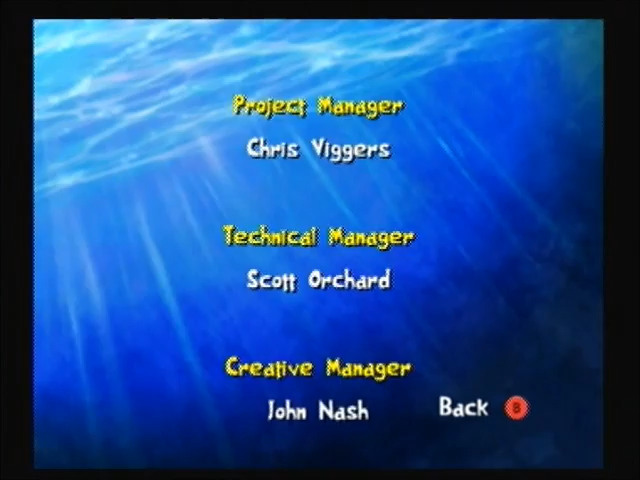 Project Manager
Chris Viggers
Technical Manager
Scott Orchard
Creative Manager
John Nash
Back B